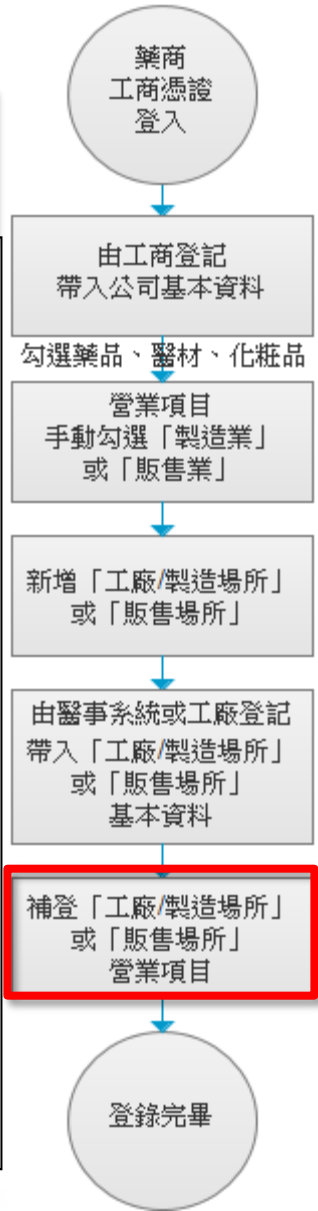 藥商
工商憑證
登入
由工商登記
帶入公司基本資料
勾選藥品、醫材、化粧品
營業項目
手動勾選「製造業」
或「販售業」
新增「工廠/製造場所」
或「販售場所」
由醫事系統或工廠登記
帶入「工廠/製造場所」
或「販售場所」
基本資料
補登「工廠/製造場所」
或「販售場所」
營業項目
登錄完畢